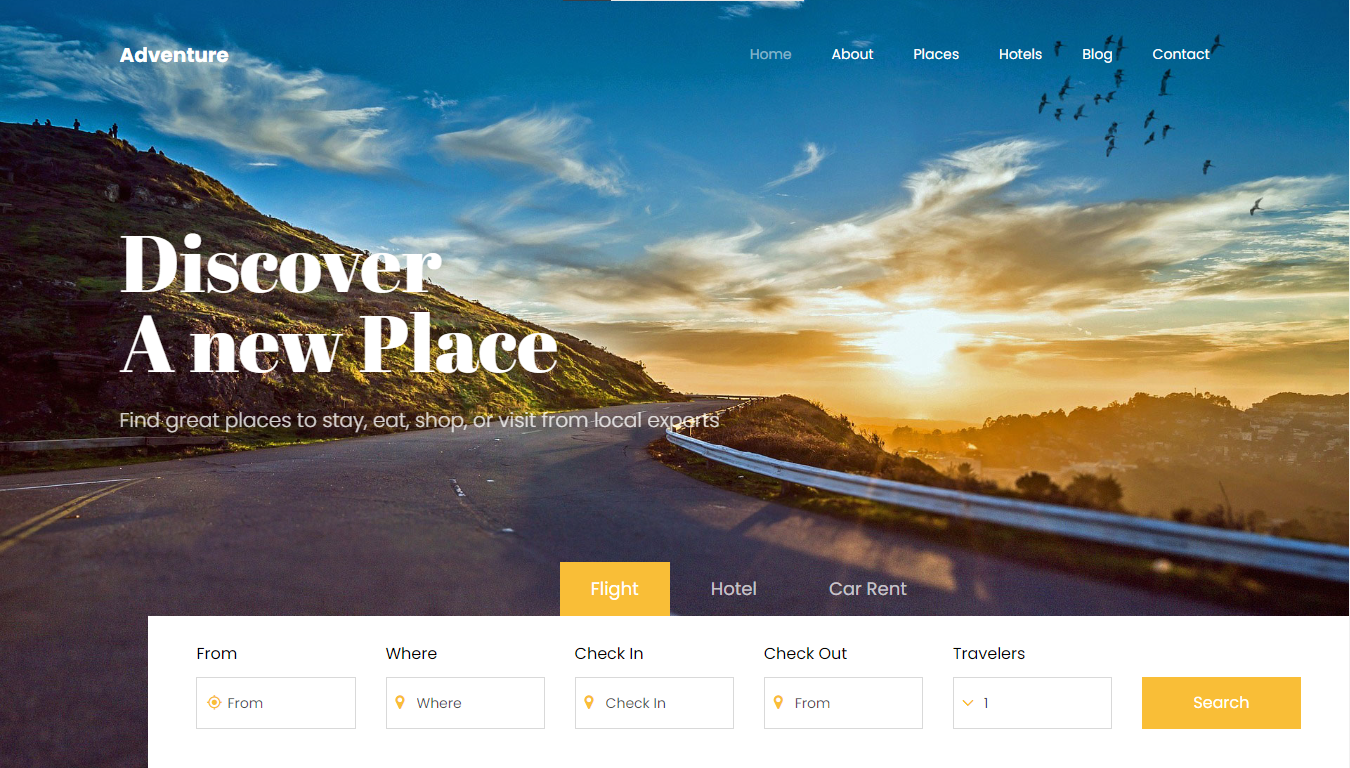 Adventure
Home About Places Hotels Blog Contact
Discover
A new Place
Find great places to stay, eat, shop, or visit from local experts
Flight Hotel Car Rent
From Where Check In Check Out Travelers
From Where Check In From 1 Search